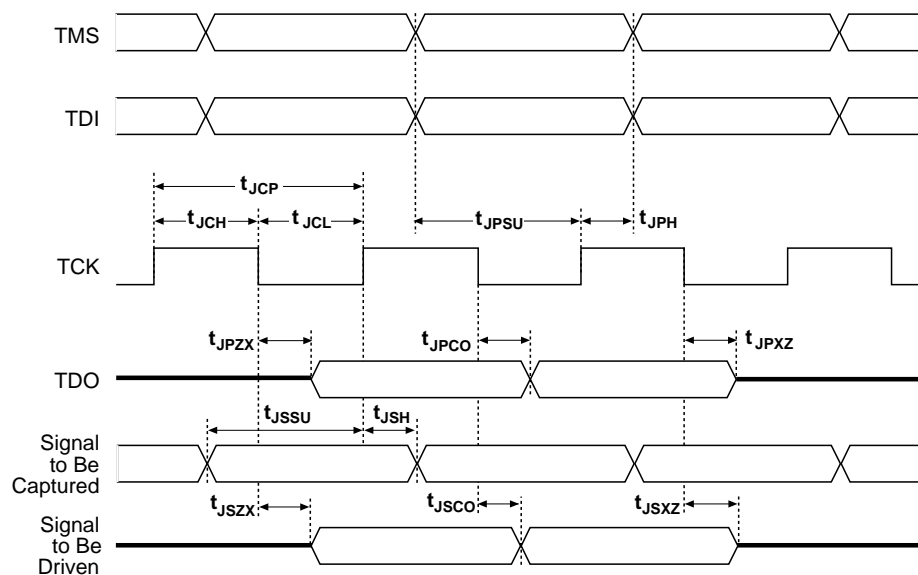 TMS
TDI
tJCP
tJCH tJCL tJPSU tJPH
TCK
tJPZX tJPCO tJPXZ
TDO
tJSSU tJSH
Signal
to Be
Captured
tJSZX tJSCO tJSXZ
Signal
to Be
Driven